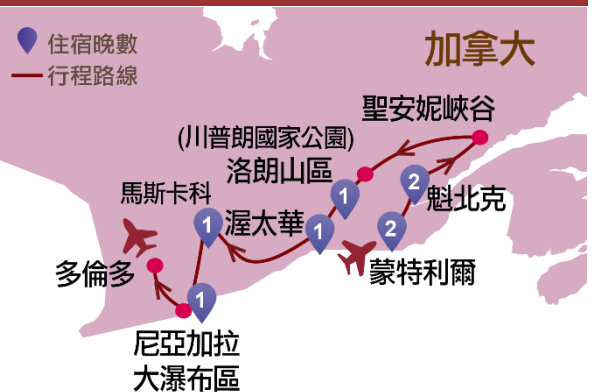 住宿晚數
行程路線
加拿大
聖安妮峽谷
(川普朗國家公園)
洛朗山區
1
2
魁北克
馬斯卡科
1
渥太華
1
2
蒙特利爾
多倫多
1
尼亞加拉
大瀑布區